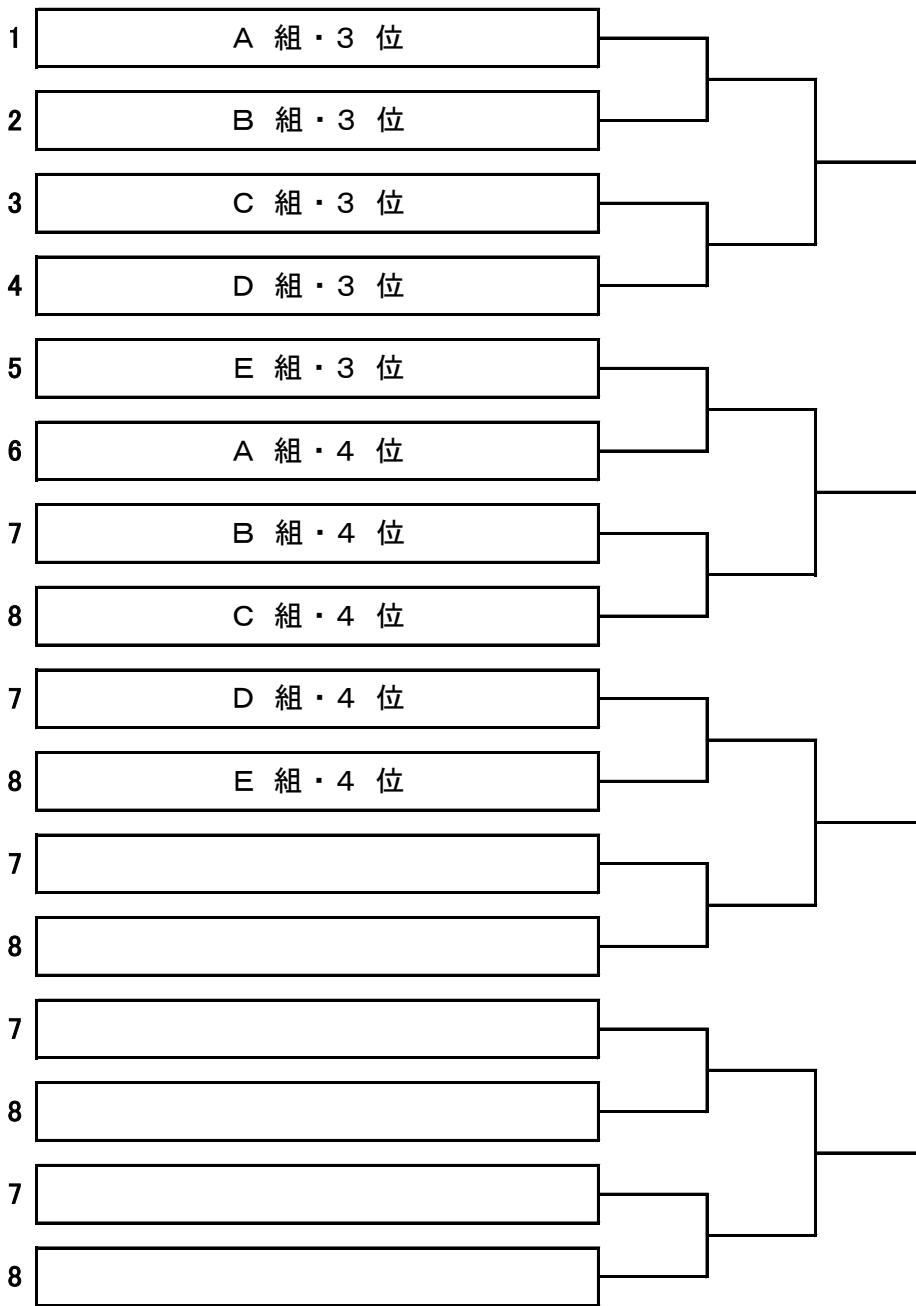 1 A 組・3 位
2 B 組・3 位
3 C 組・3 位
4 D 組・3 位
5 E 組・3 位
6 A 組・4 位
7 B 組・4 位
8 C 組・4 位
7 D 組・4 位
8 E 組・4 位
7
8
7
8
7
8